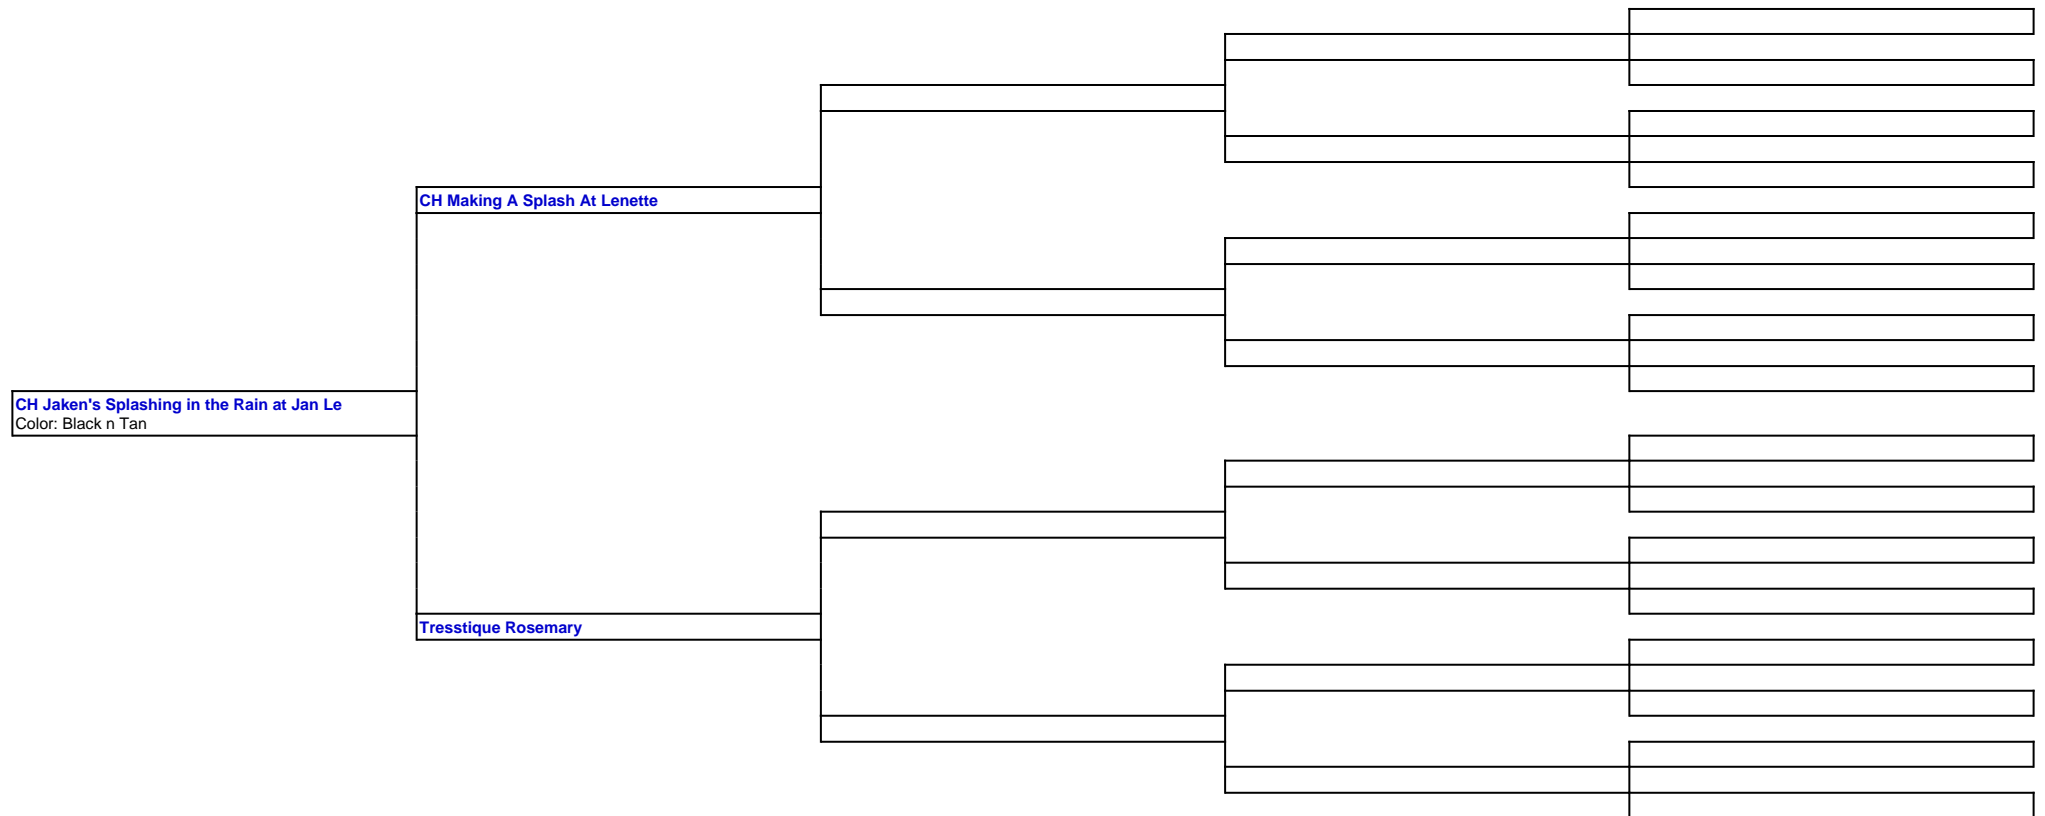 CH Making A Splash At Lenette
CH Jaken's Splashing in the Rain at Jan Le
Color: Black n Tan
Tresstique Rosemary